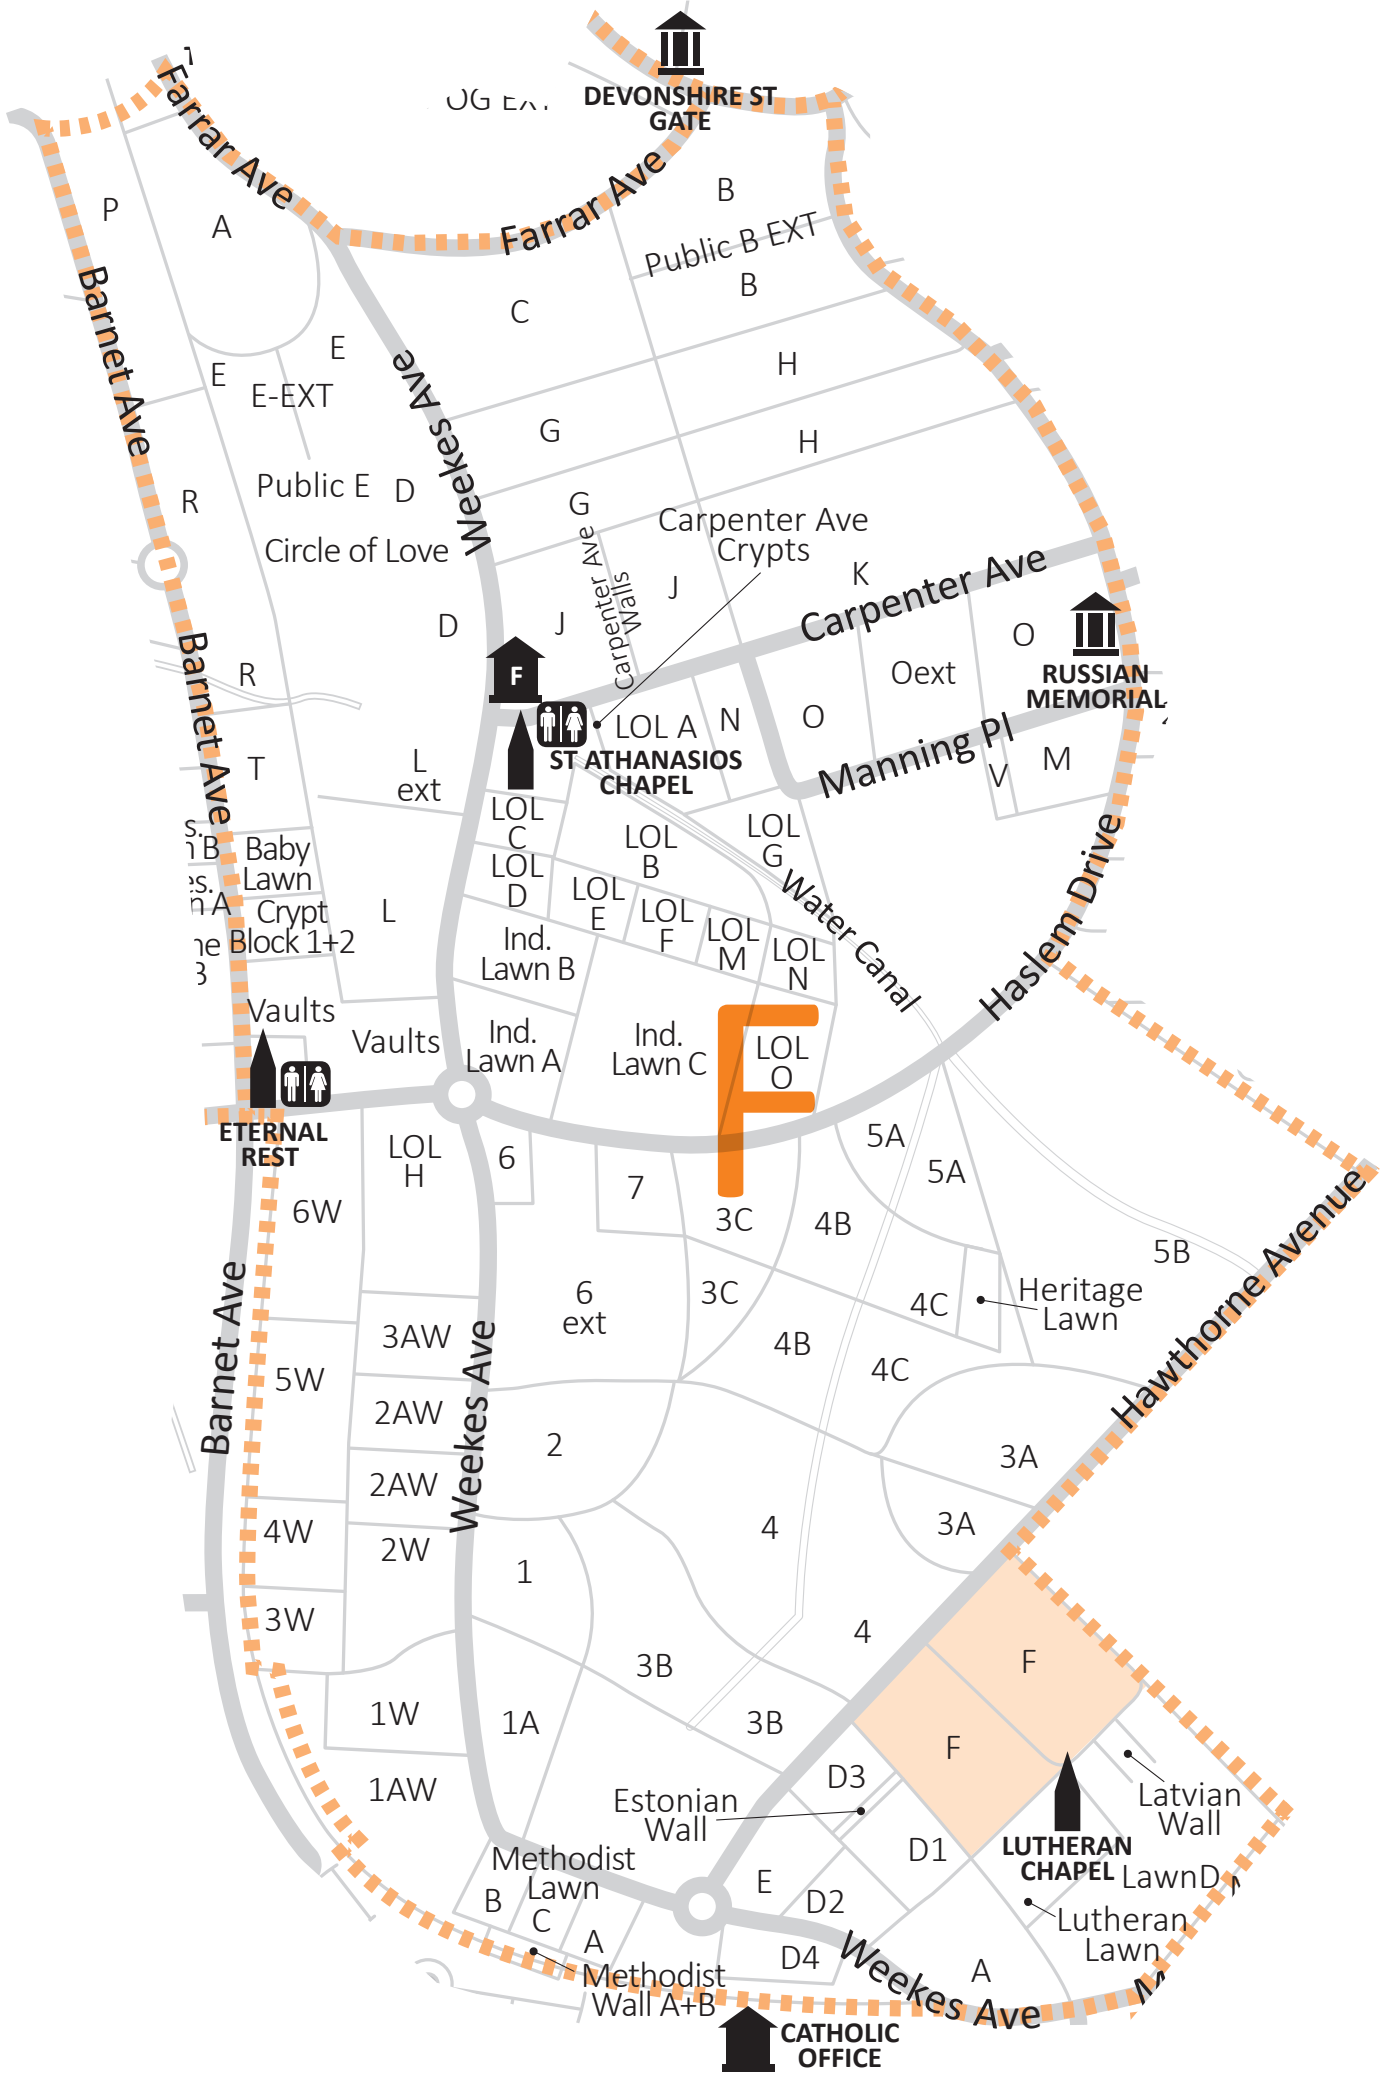 DEVONSHIRE ST
GATE
Farrar Ave
Farrar Ave
P
A
B
Public B EXT
B
Barnet Ave
C
E
E
E-EXT
Weekes Ave
H
G
H
R
Public E
D
G
Carpenter Ave
Crypts
Circle of Love
Carpenter Ave
Walls
J
J
K
Carpenter Ave
D
F
O
Oext
RUSSIAN
MEMORIAL
Barnet Ave
R
LOL A
N
O
Manning Pl
V
M
T
L
ext
ST ATHANASIOS
CHAPEL
LOL
C
LOL
B
LOL
G
Baby
Lawn
LOL
D
LOL
E
LOL
F
LOL
M
LOL
N
Water Canal
Haslem Drive
Crypt
Block 1+2
L
Ind.
Lawn B
Vaults
Vaults
Ind.
Lawn A
Ind.
Lawn C
LOL
O
F
ETERNAL
REST
LOL
H
6
7
5A
5A
6W
3C
4B
5B
Hawthorne Avenue
Barnet Ave
6
ext
3C
4C
Heritage
Lawn
3AW
4B
4C
5W
2AW
Weekes Ave
2
3A
2AW
4W
2W
4
3A
1
3W
4
3B
F
1W
1A
3B
F
1AW
D3
Estonian
Wall
Latvian
Wall
D1
LUTHERAN
CHAPEL
Methodist
Lawn
B
C
A
E
D2
LawnD
Lutheran
Lawn
D4
Weekes Ave
A
Methodist
Wall A+B
CATHOLIC
OFFICE